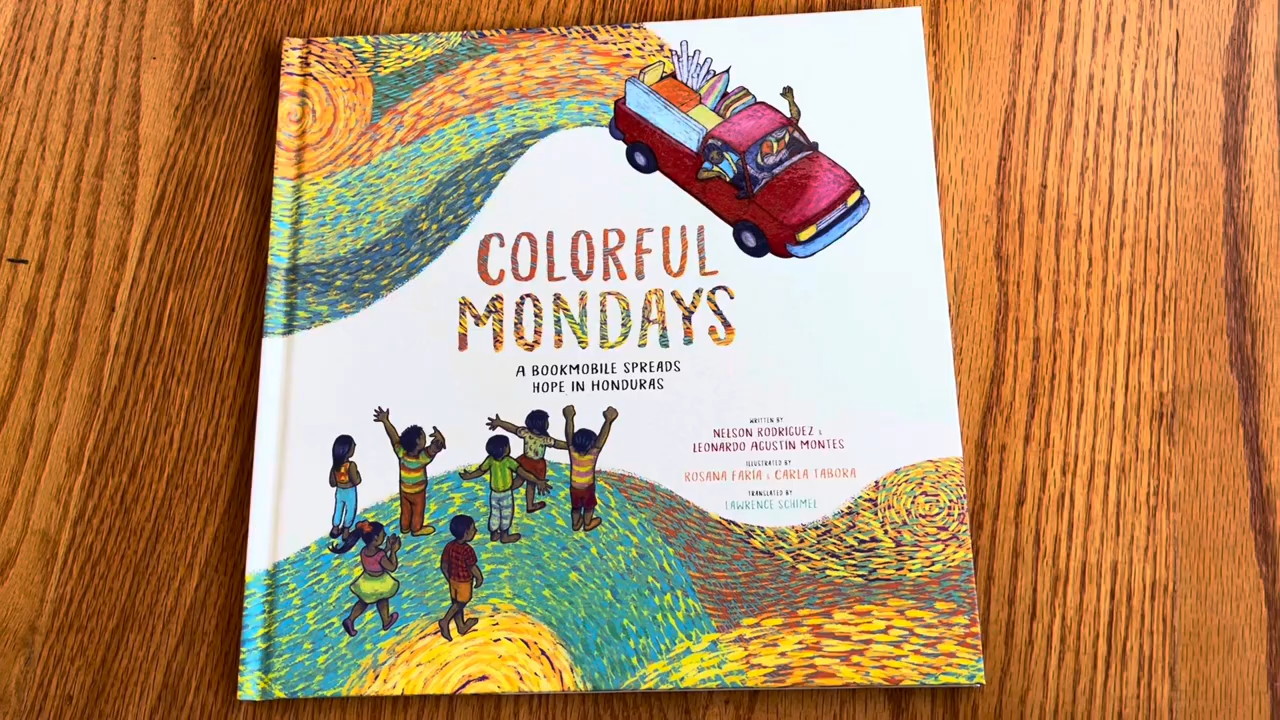 COLORFUL
MONDAYS
A BOOKMOBILE SPREADS
HOPE IN HONDURAS
WRITTEN BY
NELSON RODRIGUEZ &
LEONARDO AGUSTIN MONTES
ILLUSTRATED BY
ROSANA FARIA & CARLA TABORA
TRANSLATED BY
LAWRENCE SCHIMEL